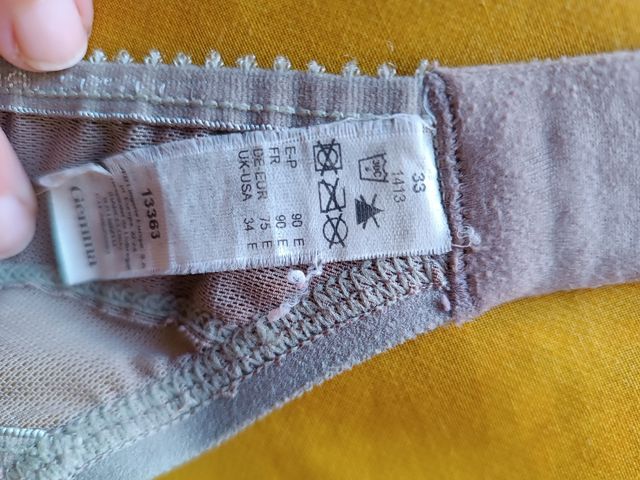 33
1413
E-P 90 E
FR 90 E
DE-EUR 75 E
UK-USA 34 E
13363
Gemma